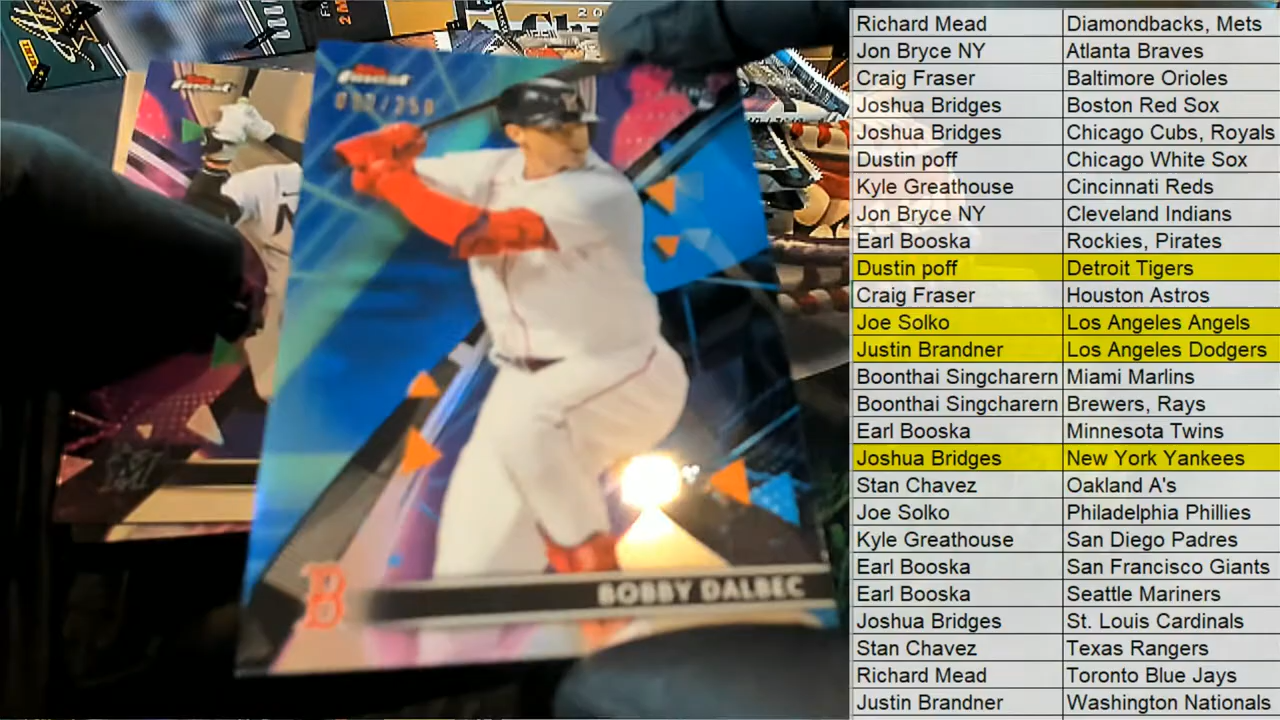 FINEST
/250
B
BOBBY DALBEC
Richard Mead Diamondbacks, Mets
Jon Bryce NY Atlanta Braves
Craig Fraser Baltimore Orioles
Joshua Bridges Boston Red Sox
Joshua Bridges Chicago Cubs, Royals
Dustin poff Chicago White Sox
Kyle Greathouse Cincinnati Reds
Jon Bryce NY Cleveland Indians
Earl Booska Rockies, Pirates
Dustin poff Detroit Tigers
Craig Fraser Houston Astros
Joe Solko Los Angeles Angels
Justin Brandner Los Angeles Dodgers
Boonthai Singcharern Miami Marlins
Boonthai Singcharern Brewers, Rays
Earl Booska Minnesota Twins
Joshua Bridges New York Yankees
Stan Chavez Oakland A's
Joe Solko Philadelphia Phillies
Kyle Greathouse San Diego Padres
Earl Booska San Francisco Giants
Earl Booska Seattle Mariners
Joshua Bridges St. Louis Cardinals
Stan Chavez Texas Rangers
Richard Mead Toronto Blue Jays
Justin Brandner Washington Nationals